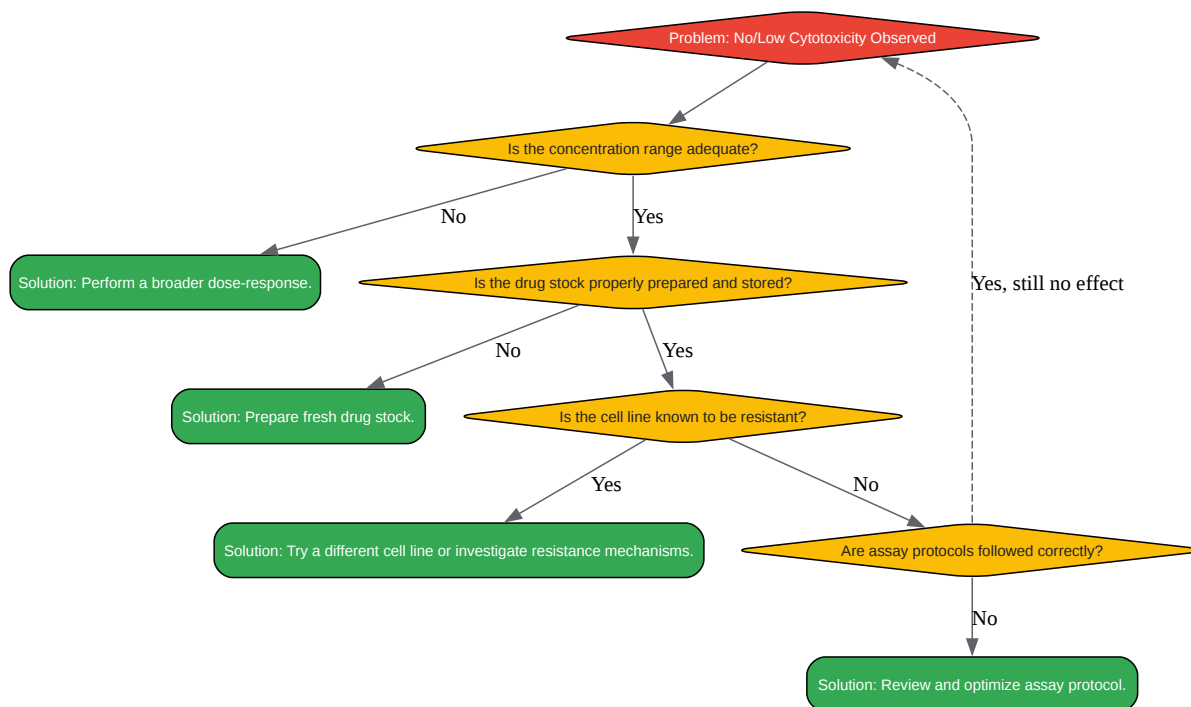 Problem: No/Low Cytotoxicity Observed
Is the concentration range adequate?
No
Yes
Solution: Perform a broader dose-response.
Is the drug stock properly prepared and stored?
Yes, still no effect
No
Yes
Solution: Prepare fresh drug stock.
Is the cell line known to be resistant?
Yes
No
Solution: Try a different cell line or investigate resistance mechanisms.
Are assay protocols followed correctly?
No
Solution: Review and optimize assay protocol.